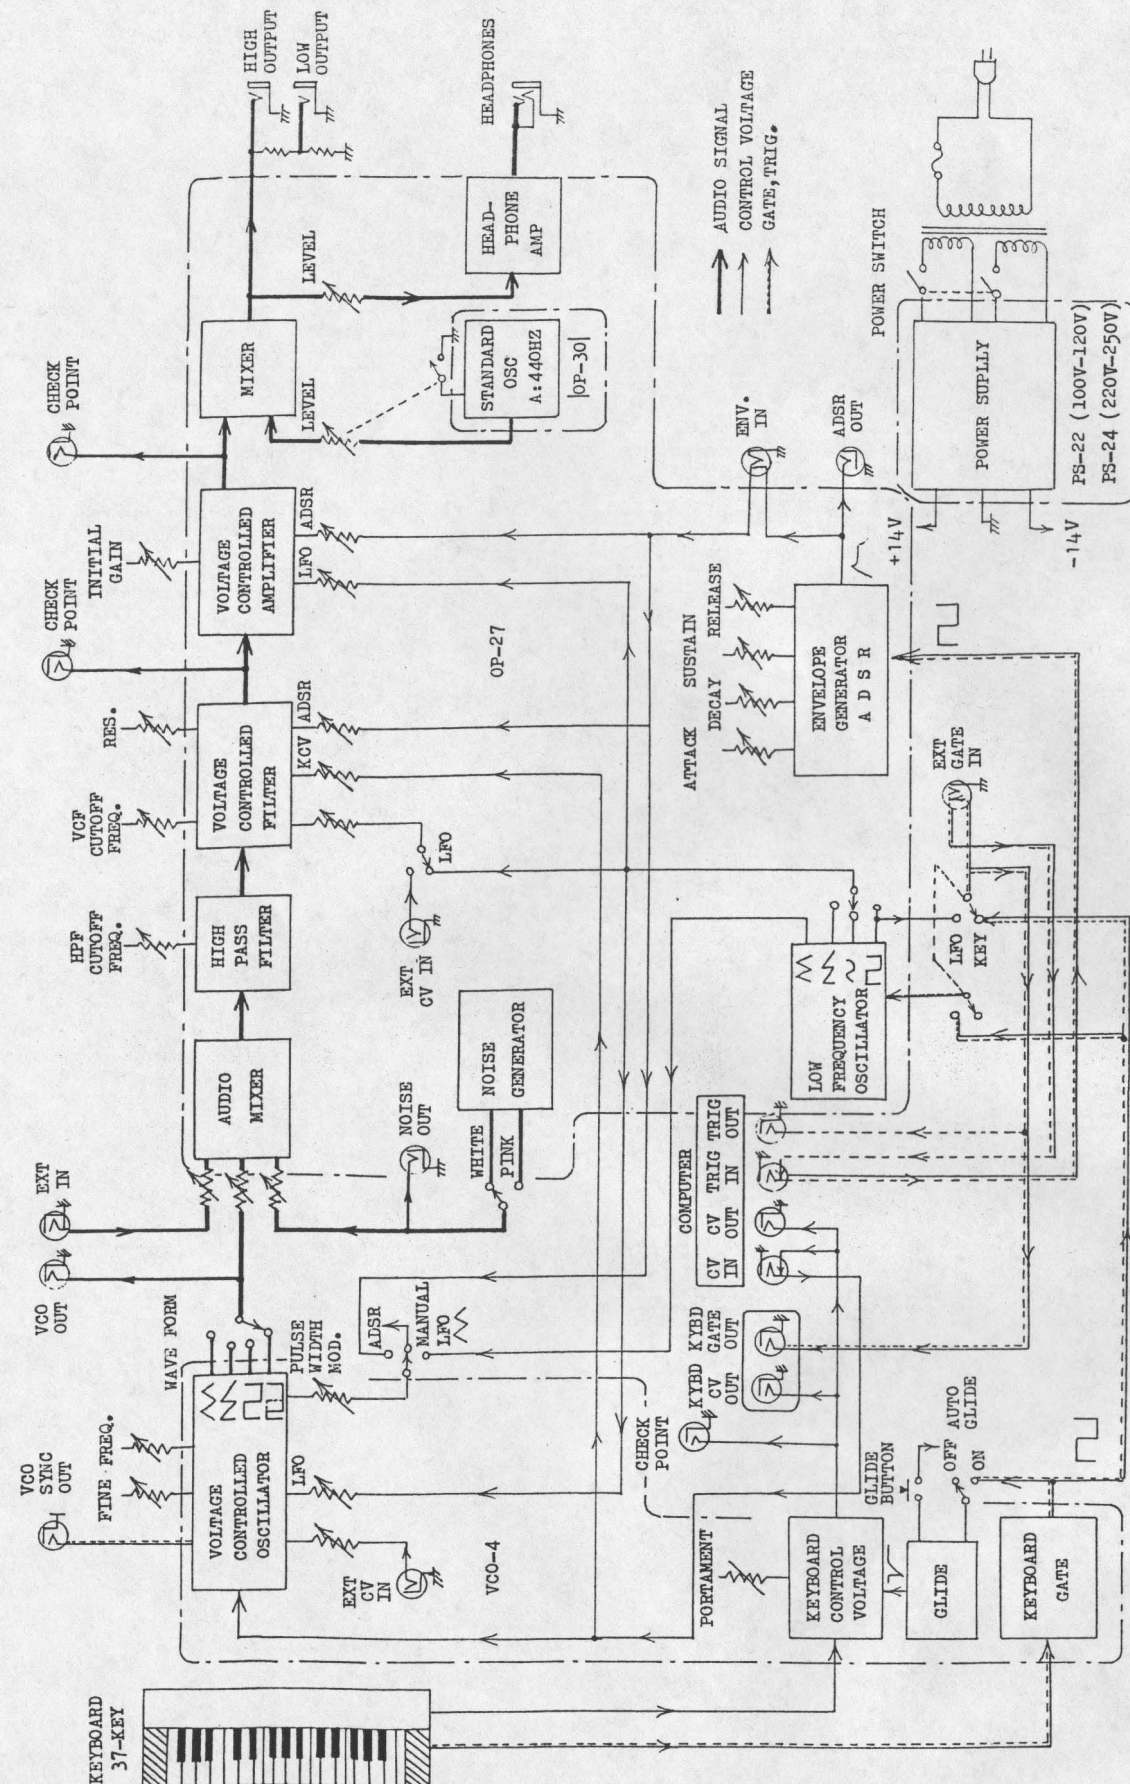 KEYBOARD
37-KEY
VCO
SYNC
OUT
FINE FREQ.
VOLTAGE
CONTROLLED
OSCILLATOR
WAVE FORM
LFO
EXT
CV
IN
PULSE
WIDTH
MOD.
VCO-4
VCO
OUT
EXT
IN
ADSR
MANUAL
LFO
AUDIO
MIXER
NOISE
OUT
WHITE
PINK
NOISE
GENERATOR
HPF
CUTOFF
FREQ.
HIGH
PASS
FILTER
VCF
CUTOFF
FREQ.
RES.
VOLTAGE
CONTROLLED
FILTER
KCV
ADSR
EXT
CV IN
LFO
CHECK
POINT
INITIAL
GAIN
VOLTAGE
CONTROLLED
AMPLIFIER
LFO
ADSR
OP-27
CHECK
POINT
MIXER
LEVEL
LEVEL
STANDARD
OSC
A:440HZ
OP-30
HEAD-
PHONE
AMP
HIGH
OUTPUT
LOW
OUTPUT
HEADPHONES
AUDIO SIGNAL
CONTROL VOLTAGE
GATE,TRIG.
POWER SWITCH
POWER SUPLLY
PS-22 (100V-120V)
PS-24 (220V-250V)
+14V
-14V
ENV.
IN
ADSR
OUT
ATTACK
DECAY
SUSTAIN
RELEASE
ENVELOPE
GENERATOR
A D S R
EXT
GATE
IN
LOW
FREQUENCY
OSCILLATOR
LFO
KEY
COMPUTER
CV
IN
CV
OUT
TRIG
IN
TRIG
OUT
KYBD
CV
OUT
KYBD
GATE
OUT
CHECK
POINT
PORTAMENT
KEYBOARD
CONTROL
VOLTAGE
GLIDE
BUTTON
OFF
ON
AUTO
GLIDE
GLIDE
KEYBOARD
GATE